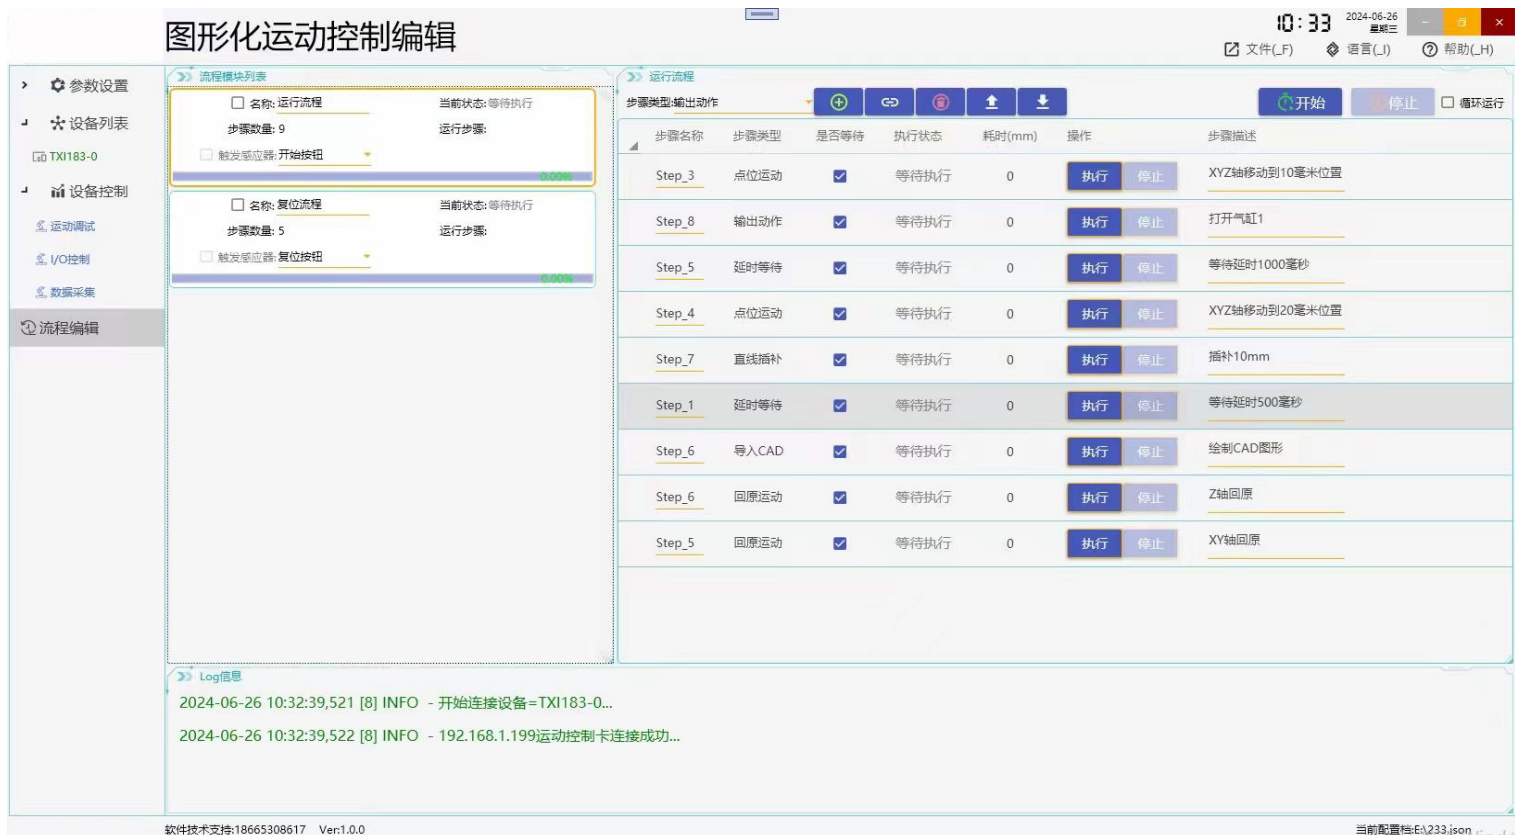 图形化运动控制编辑
10:33
2024-06-26
星期三
文件(_F) 语言(_I) 帮助(_H)
参数设置
设备列表
TXI183-0
设备控制
运动调试
I/O控制
数据采集
流程编辑
流程模块列表
名称: 运行流程 当前状态: 等待执行
步骤数量: 9 运行步骤:
触发感应器: 开始按钮
0.00%
名称: 复位流程 当前状态: 等待执行
步骤数量: 5 运行步骤:
触发感应器: 复位按钮
0.00%
运行流程
步骤类型:输出动作 开始 停止 循环运行
步骤名称 步骤类型 是否等待 执行状态 耗时(mm) 操作 步骤描述
Step_3 点位运动 等待执行 0 执行 停止 XYZ轴移动到10毫米位置
Step_8 输出动作 等待执行 0 执行 停止 打开气缸1
Step_5 延时等待 等待执行 0 执行 停止 等待延时1000毫秒
Step_4 点位运动 等待执行 0 执行 停止 XYZ轴移动到20毫米位置
Step_7 直线插补 等待执行 0 执行 停止 插补10mm
Step_1 延时等待 等待执行 0 执行 停止 等待延时500毫秒
Step_6 导入CAD 等待执行 0 执行 停止 绘制CAD图形
Step_6 回原运动 等待执行 0 执行 停止 Z轴回原
Step_5 回原运动 等待执行 0 执行 停止 XY轴回原
Log信息
2024-06-26 10:32:39,521 [8] INFO - 开始连接设备=TXI183-0...
2024-06-26 10:32:39,522 [8] INFO - 192.168.1.199运动控制卡连接成功...
软件技术支持:18665308617 Ver:1.0.0
当前配置档:E:\233.json